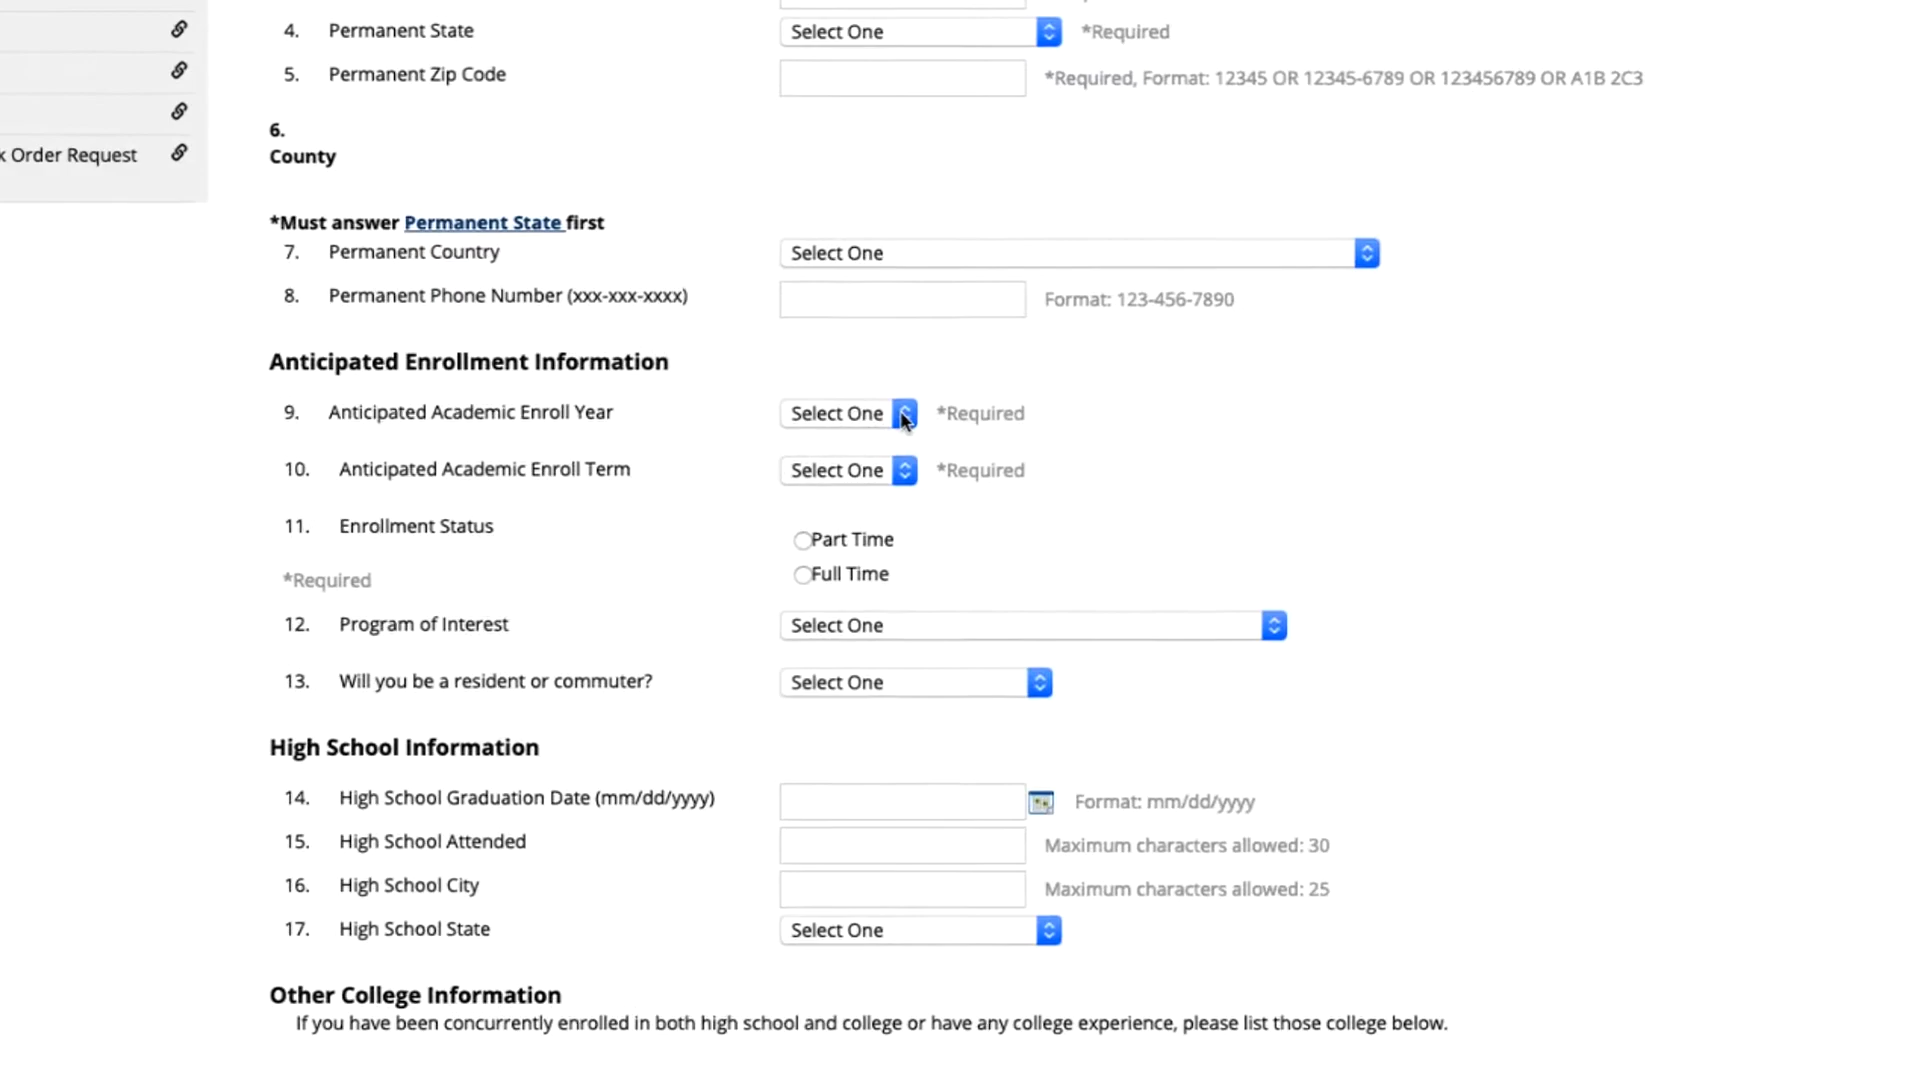 4. Permanent State Select One *Required
5. Permanent Zip Code *Required, Format: 12345 OR 12345-6789 OR 123456789 OR A1B 2C3
6.
County
Order Request
*Must answer Permanent State first
7. Permanent Country Select One
8. Permanent Phone Number (xxx-xxx-xxxx) Format: 123-456-7890
Anticipated Enrollment Information
9. Anticipated Academic Enroll Year Select One *Required
10. Anticipated Academic Enroll Term Select One *Required
11. Enrollment Status
Part Time
Full Time
*Required
12. Program of Interest Select One
13. Will you be a resident or commuter? Select One
High School Information
14. High School Graduation Date (mm/dd/yyyy) Format: mm/dd/yyyy
15. High School Attended Maximum characters allowed: 30
16. High School City Maximum characters allowed: 25
17. High School State Select One
Other College Information
If you have been concurrently enrolled in both high school and college or have any college experience, please list those college below.